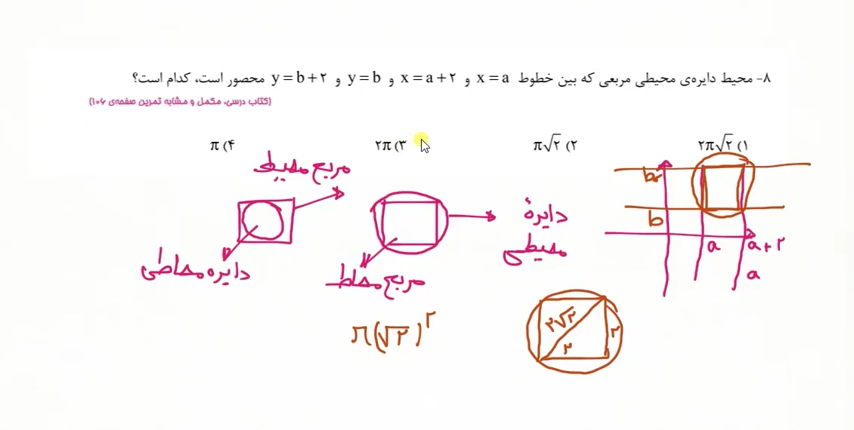 ۸- محیط دایره‌ی محیطی مربعی که بین خطوط x=a و x=a+۲ و y=b و y=b+۲ محصور است، کدام است؟
(کتاب درسی، مکمل و مشابه تمرین صفحه‌ی ۱۰۶)
۱) ۲π√۲
۲) π√۲
۳) ۲π
۴) π
مربع محیطی
دایره محاطی
دایرهٔ
محیطی
مربع محاط
π(√۲)^۲
۲√۲
۲
۲
b
a
a+۲
a